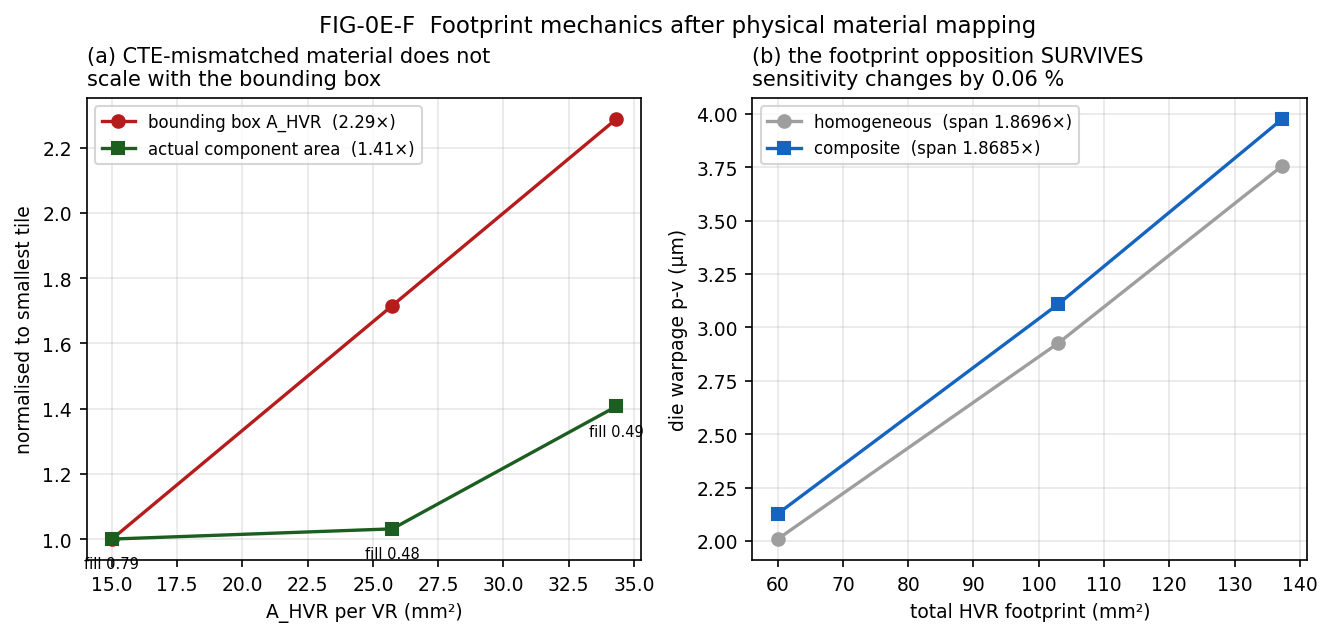 FIG-0E-F  Footprint mechanics after physical material mapping
(a) CTE-mismatched material does not
scale with the bounding box
bounding box A_HVR  (2.29×)
actual component area  (1.41×)
normalised to smallest tile
2.2
2.0
1.8
1.6
1.4
1.2
1.0
fill 0.79
fill 0.48
fill 0.49
15.0 17.5 20.0 22.5 25.0 27.5 30.0 32.5 35.0
A_HVR per VR (mm²)
(b) the footprint opposition SURVIVES
sensitivity changes by 0.06 %
homogeneous  (span 1.8696×)
composite  (span 1.8685×)
die warpage p-v (μm)
4.00
3.75
3.50
3.25
3.00
2.75
2.50
2.25
2.00
60 70 80 90 100 110 120 130 140
total HVR footprint (mm²)